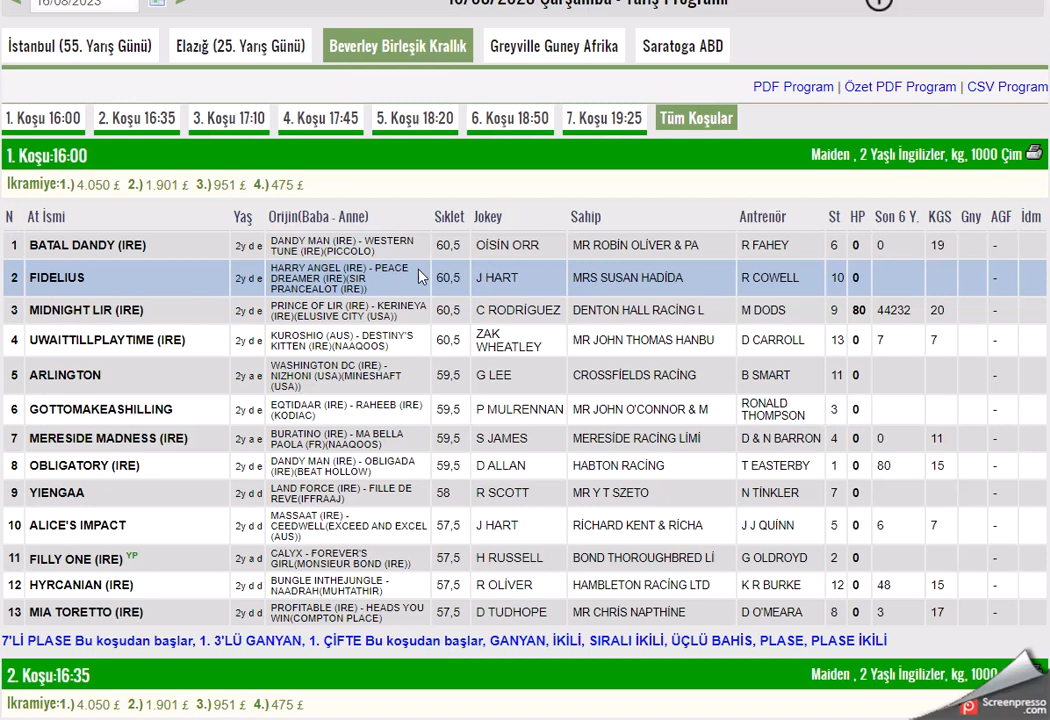 16/08/2023
16/08/2023 Çarşamba - Yarış Programı
İstanbul (55. Yarış Günü) Elazığ (25. Yarış Günü) Beverley Birleşik Krallık Greyville Guney Afrika Saratoga ABD
PDF Program | Özet PDF Program | CSV Program
1. Koşu 16:00 2. Koşu 16:35 3. Koşu 17:10 4. Koşu 17:45 5. Koşu 18:20 6. Koşu 18:50 7. Koşu 19:25 Tüm Koşular
1. Koşu:16:00 Maiden , 2 Yaşlı İngilizler, kg, 1000 Çim
İkramiye:1.) 4.050 £ 2.) 1.901 £ 3.) 951 £ 4.) 475 £
N At İsmi Yaş Orijin(Baba - Anne) Sıklet Jokey Sahip Antrenör St HP Son 6 Y. KGS Gny AGF İdm
1 BATAL DANDY (IRE) 2y d e DANDY MAN (IRE) - WESTERN TUNE (IRE)(PICCOLO) 60,5 OİSİN ORR MR ROBİN OLİVER & PA R FAHEY 6 0 0 19 -
2 FIDELIUS 2y d e HARRY ANGEL (IRE) - PEACE DREAMER (IRE)(SIR PRANCEALOT (IRE)) 60,5 J HART MRS SUSAN HADİDA R COWELL 10 0 -
3 MIDNIGHT LIR (IRE) 2y d e PRINCE OF LIR (IRE) - KERINEYA (IRE)(ELUSIVE CITY (USA)) 60,5 C RODRÍGUEZ DENTON HALL RACİNG L M DODS 9 80 44232 20 -
4 UWAITTILLPLAYTIME (IRE) 2y d e KUROSHIO (AUS) - DESTINY'S KITTEN (IRE)(NAAQOOS) 60,5 ZAK WHEATLEY MR JOHN THOMAS HANBU D CARROLL 13 0 7 7 -
5 ARLINGTON 2y a e WASHINGTON DC (IRE) - NIZHONI (USA)(MINESHAFT (USA)) 59,5 G LEE CROSSFİELDS RACİNG B SMART 11 0 -
6 GOTTOMAKEASHILLING 2y d e EQTIDAAR (IRE) - RAHEEB (IRE)(KODIAC) 59,5 P MULRENNAN MR JOHN O'CONNOR & M RONALD THOMPSON 3 0 -
7 MERESIDE MADNESS (IRE) 2y a e BURATINO (IRE) - MA BELLA PAOLA (FR)(NAAQOOS) 59,5 S JAMES MERESİDE RACİNG LİMİ D & N BARRON 4 0 0 11 -
8 OBLIGATORY (IRE) 2y d e DANDY MAN (IRE) - OBLIGADA (IRE)(BEAT HOLLOW) 59,5 D ALLAN HABTON RACİNG T EASTERBY 1 0 80 15 -
9 YIENGAA 2y d d LAND FORCE (IRE) - FILLE DE REVE(IFFRAAJ) 58 R SCOTT MR Y T SZETO N TİNKLER 7 0 -
10 ALICE'S IMPACT 2y d d MASSAAT (IRE) - CEEDWELL(EXCEED AND EXCEL (AUS)) 57,5 J HART RİCHARD KENT & RİCHA J J QUİNN 5 0 6 7 -
11 FILLY ONE (IRE) YP 2y a d CALYX - FOREVER'S GIRL(MONSIEUR BOND (IRE)) 57,5 H RUSSELL BOND THOROUGHBRED Lİ G OLDROYD 2 0 -
12 HYRCANIAN (IRE) 2y d d BUNGLE INTHEJUNGLE - NAADRAH(MUHTATHIR) 57,5 R OLİVER HAMBLETON RACİNG LTD K R BURKE 12 0 48 15 -
13 MIA TORETTO (IRE) 2y d d PROFITABLE (IRE) - HEADS YOU WIN(COMPTON PLACE) 57,5 D TUDHOPE MR CHRİS NAPTHİNE D O'MEARA 8 0 3 17 -
7'Lİ PLASE Bu koşudan başlar, 1. 3'LÜ GANYAN, 1. ÇİFTE Bu koşudan başlar, GANYAN, İKİLİ, SIRALI İKİLİ, ÜÇLÜ BAHİS, PLASE, PLASE İKİLİ
2. Koşu:16:35 Maiden , 2 Yaşlı İngilizler, kg, 1000
İkramiye:1.) 4.050 £ 2.) 1.901 £ 3.) 951 £ 4.) 475 £
Screenpresso
.com